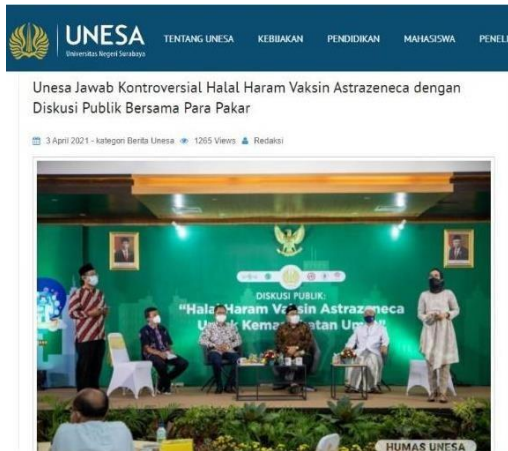 UNESA
Universitas Negeri Surabaya
TENTANG UNESA KEBIJAKAN PENDIDIKAN MAHASISWA PENELI
Unesa Jawab Kontroversial Halal Haram Vaksin Astrazeneca dengan
Diskusi Publik Bersama Para Pakar
3 April 2021 - kategori Berita Unesa 1265 Views Redaksi
DISKUSI PUBLIK:
"Halal Haram Vaksin Astrazeneca
HUMAS UNESA